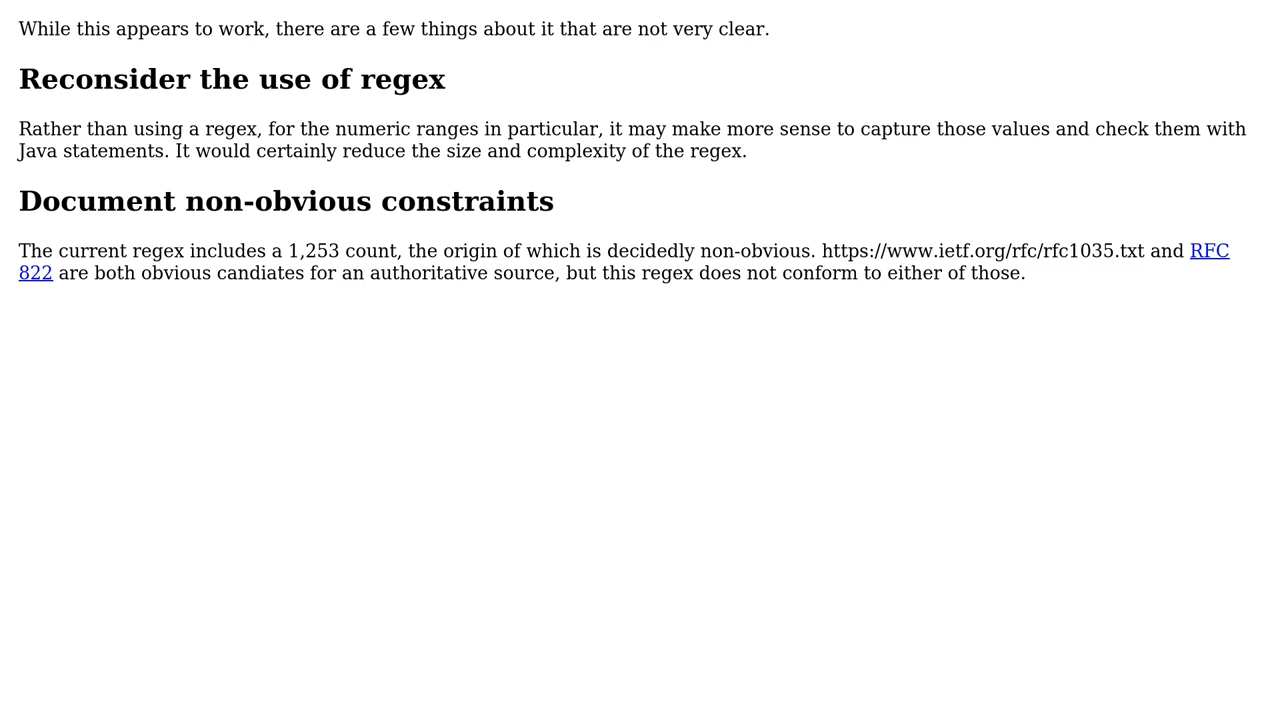 While this appears to work, there are a few things about it that are not very clear.
Reconsider the use of regex
Rather than using a regex, for the numeric ranges in particular, it may make more sense to capture those values and check them with
Java statements. It would certainly reduce the size and complexity of the regex.
Document non-obvious constraints
The current regex includes a 1,253 count, the origin of which is decidedly non-obvious. https://www.ietf.org/rfc/rfc1035.txt and RFC
822 are both obvious candiates for an authoritative source, but this regex does not conform to either of those.